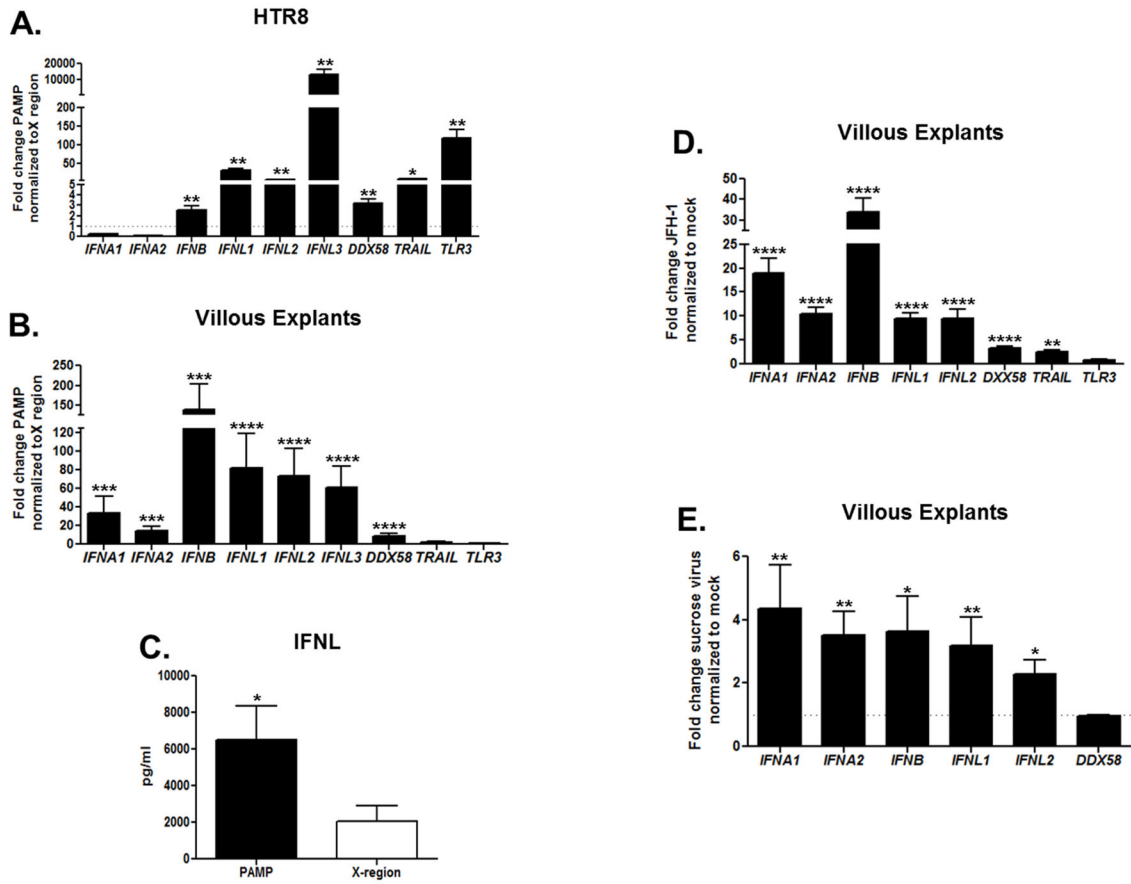 A.
HTR8
Fold change PAMP
normalized toX region
20000
10000
200
150
100
50
5
4
3
2
1
0
** ** ** ** ** * **
IFNA1 IFNA2 IFNB IFNL1 IFNL2 IFNL3 DDX58 TRAIL TLR3
B.
Villous Explants
Fold change PAMP
normalized toX region
250
200
150
120
100
80
60
40
20
0
*** *** *** **** **** **** ****
IFNA1 IFNA2 IFNB IFNL1 IFNL2 IFNL3 DDX58 TRAIL TLR3
C.
IFNL
pg/ml
10000
8000
6000
4000
2000
0
*
PAMP X-region
D.
Villous Explants
Fold change JFH-1
normalized to mock
40
30
25
20
15
10
5
0
**** **** **** **** **** **** **
IFNA1 IFNA2 IFNB IFNL1 IFNL2 DXX58 TRAIL TLR3
E.
Villous Explants
Fold change sucrose virus
normalized to mock
6
4
2
0
** ** * ** *
IFNA1 IFNA2 IFNB IFNL1 IFNL2 DDX58